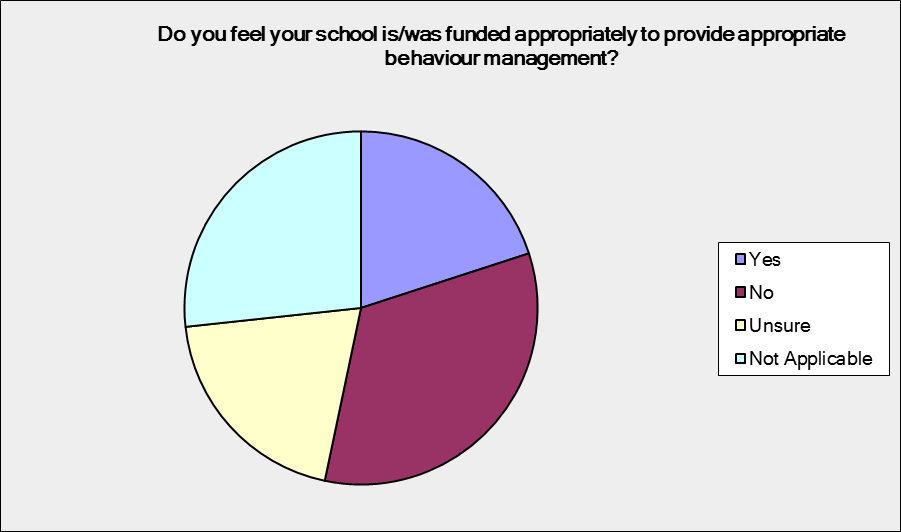 Do you feel your school is/was funded appropriately to provide appropriate
behaviour management?
Yes
No
Unsure
Not Applicable